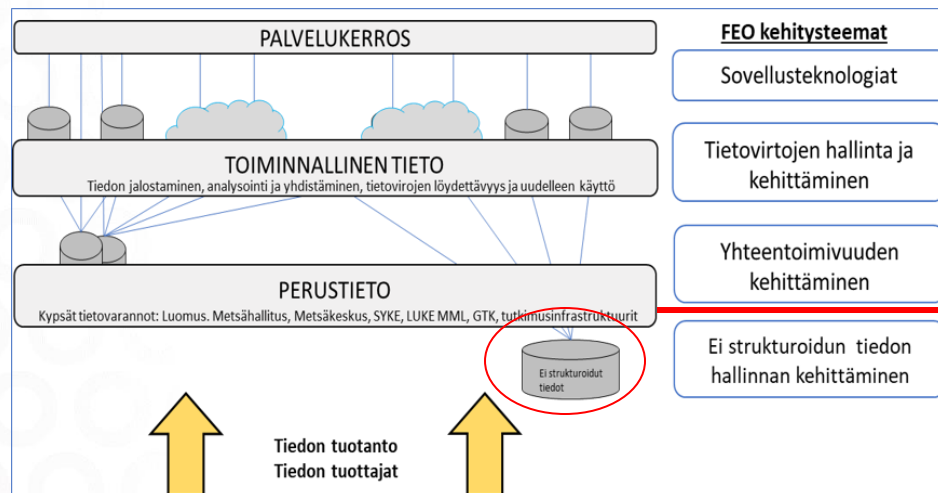 PALVELUKERROS
TOIMINNALLINEN TIETO
Tiedon jalostaminen, analysointi ja yhdistäminen, tietovirojen löydettävyys ja uudelleen käyttö
PERUSTIETO
Kypsät tietovarannot: Luomus. Metsähallitus, Metsäkeskus, SYKE, LUKE MML, GTK, tutkimusinfrastruktuurit
Ei strukturoidut
tiedot
Tiedon tuotanto
Tiedon tuottajat
FEO kehitysteemat
Sovellusteknologiat
Tietovirtojen hallinta ja
kehittäminen
Yhteentoimivuuden
kehittäminen
Ei strukturoidun tiedon
hallinnan kehittäminen